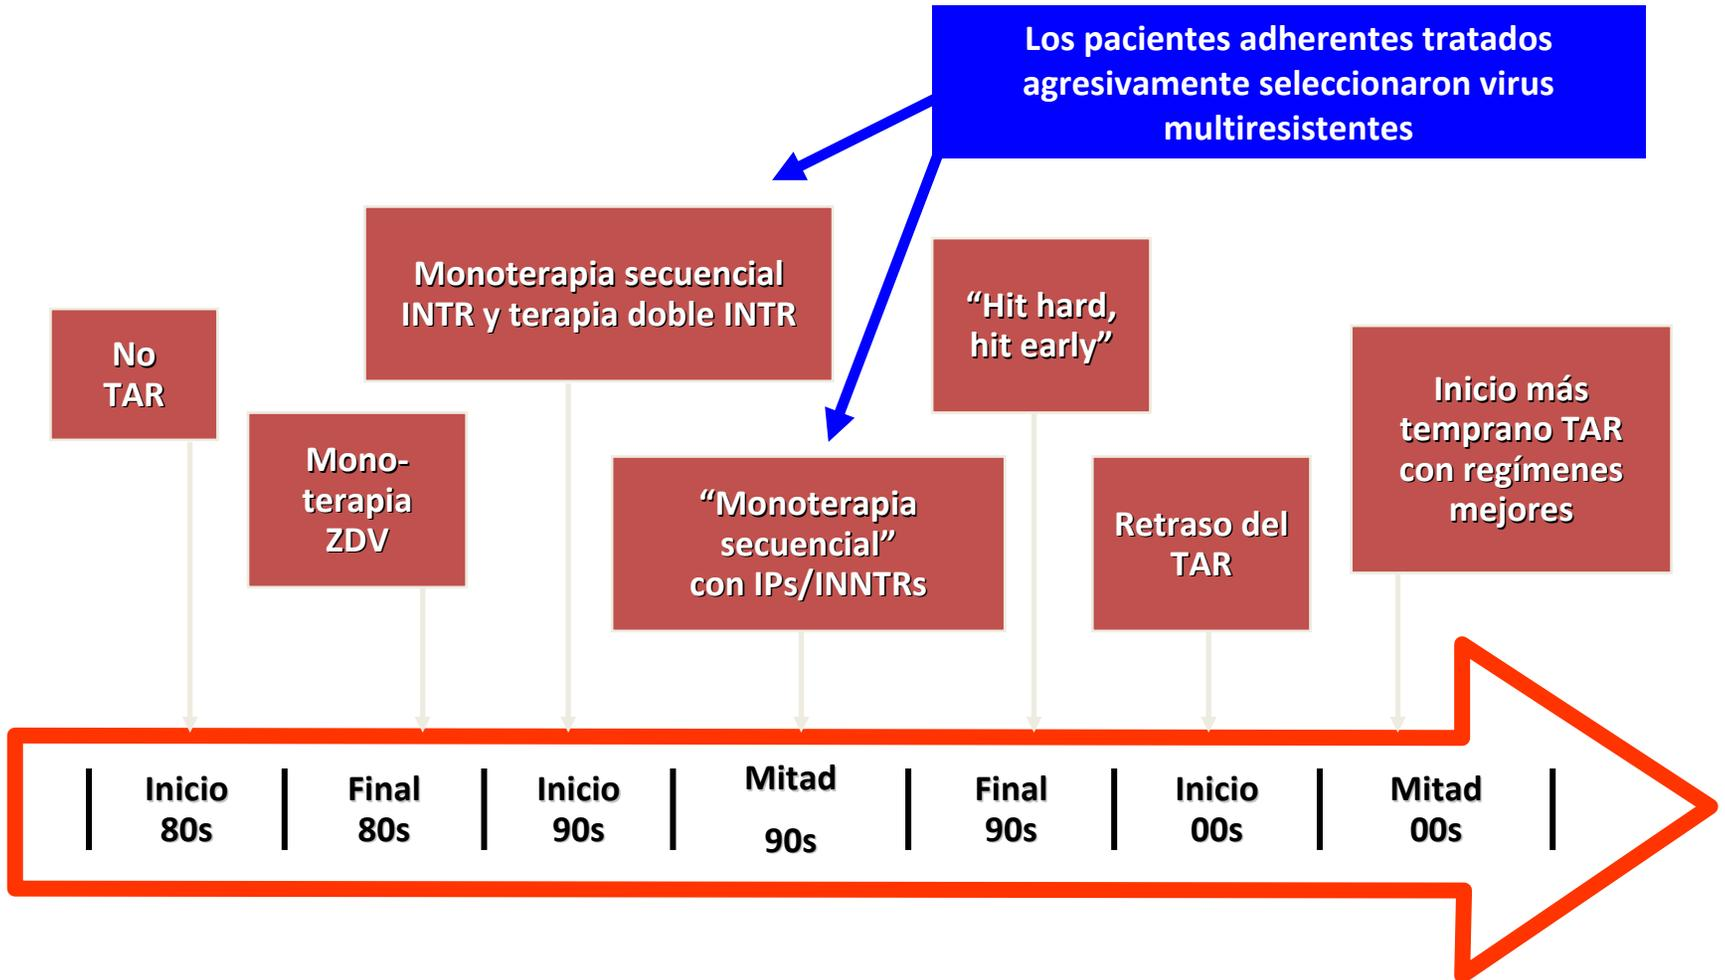 Los pacientes adherentes tratados
agresivamente seleccionaron virus
multiresistentes
Monoterapia secuencial
INTR y terapia doble INTR
“Hit hard,
hit early”
No
TAR
Inicio más
temprano TAR
con regímenes
mejores
Mono-
terapia
ZDV
“Monoterapia
secuencial”
con IPs/INNTRs
Retraso del
TAR
Inicio
80s
Final
80s
Inicio
90s
Mitad
90s
Final
90s
Inicio
00s
Mitad
00s